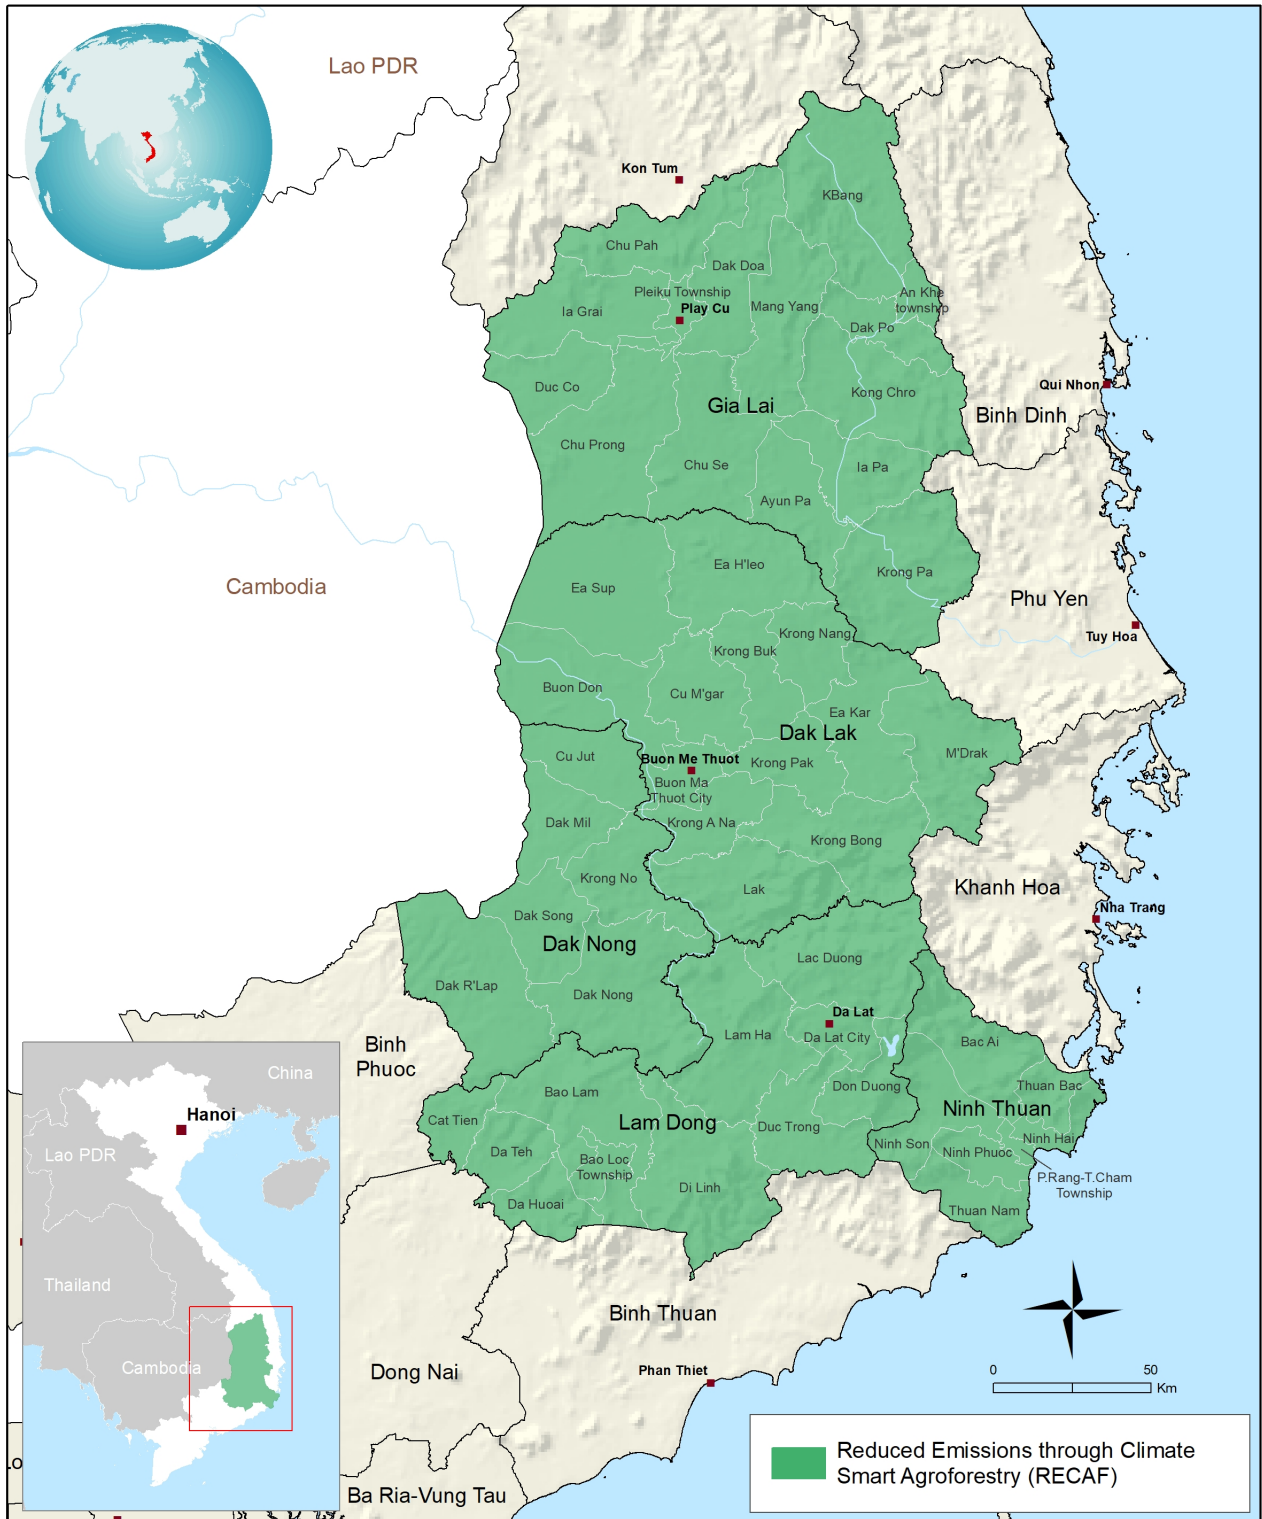 Lao PDR
Kon Tum
KBang
Chu Pah
Dak Doa
Pleiku Township
Play Cu
Ia Grai
Mang Yang
An Khe
township
Dak Po
Duc Co
Kong Chro
Qui Nhon
Gia Lai
Binh Dinh
Chu Prong
Chu Se
Ia Pa
Ayun Pa
Krong Pa
Ea H'leo
Ea Sup
Cambodia
Phu Yen
Tuy Hoa
Krong Nang
Krong Buk
Buon Don
Cu M'gar
Ea Kar
Dak Lak
M'Drak
Cu Jut
Buon Me Thuot
Krong Pak
Buon Ma
Thuot City
Dak Mil
Krong A Na
Krong Bong
Krong No
Lak
Khanh Hoa
Nha Trang
Dak Song
Dak Nong
Lac Duong
Dak R'Lap
Dak Nong
Da Lat
Lam Ha
Da Lat City
Bac Ai
Binh
Phuoc
Don Duong
Thuan Bac
Bao Lam
Ninh Thuan
Cat Tien
Lam Dong
Duc Trong
Ninh Son
Ninh Hai
Da Teh
Bao Loc
Township
Ninh Phuoc
P.Rang-T.Cham
Township
Di Linh
Da Huoai
Thuan Nam
Binh Thuan
Dong Nai
Phan Thiet
Ba Ria-Vung Tau
China
Hanoi
Lao PDR
Thailand
Cambodia
0 50
Km
Reduced Emissions through Climate
Smart Agroforestry (RECAF)